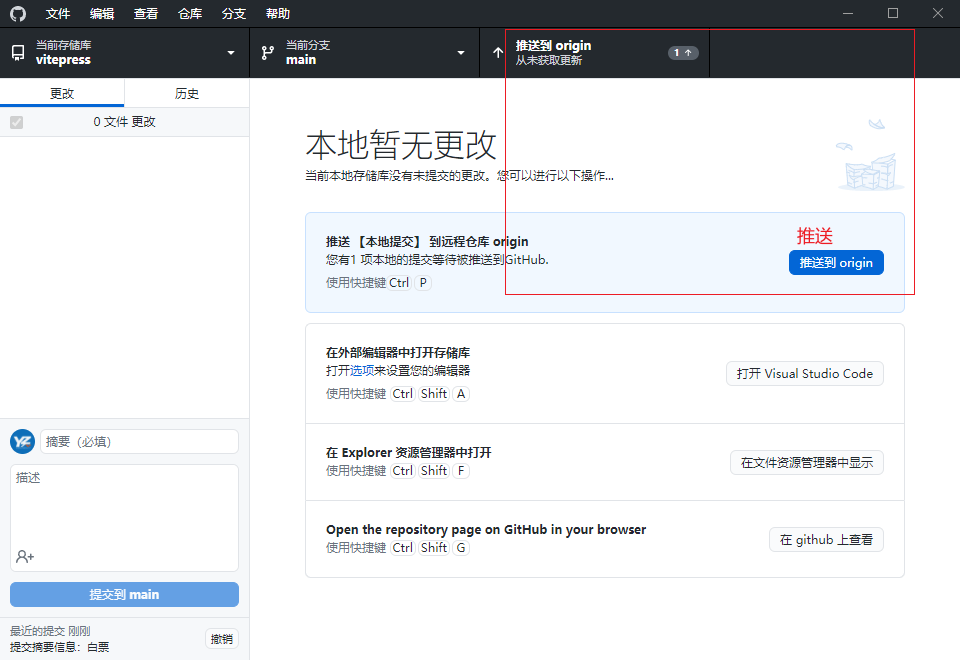 文件 编辑 查看 仓库 分支 帮助
当前存储库
vitepress
当前分支
main
推送到 origin
从未获取更新
1
更改
历史
0 文件 更改
本地暂无更改
当前本地存储库没有未提交的更改。您可以进行以下操作...
推送 【本地提交】 到远程仓库 origin
您有1 项本地的提交等待被推送到GitHub.
使用快捷键 Ctrl P
推送
推送到 origin
在外部编辑器中打开存储库
打开选项来设置您的编辑器
使用快捷键 Ctrl Shift A
打开 Visual Studio Code
在 Explorer 资源管理器中打开
使用快捷键 Ctrl Shift F
在文件资源管理器中显示
Open the repository page on GitHub in your browser
使用快捷键 Ctrl Shift G
在 github 上查看
YZ
摘要（必填）
描述
提交到 main
最近的提交 刚刚
提交摘要信息：白票
撤销